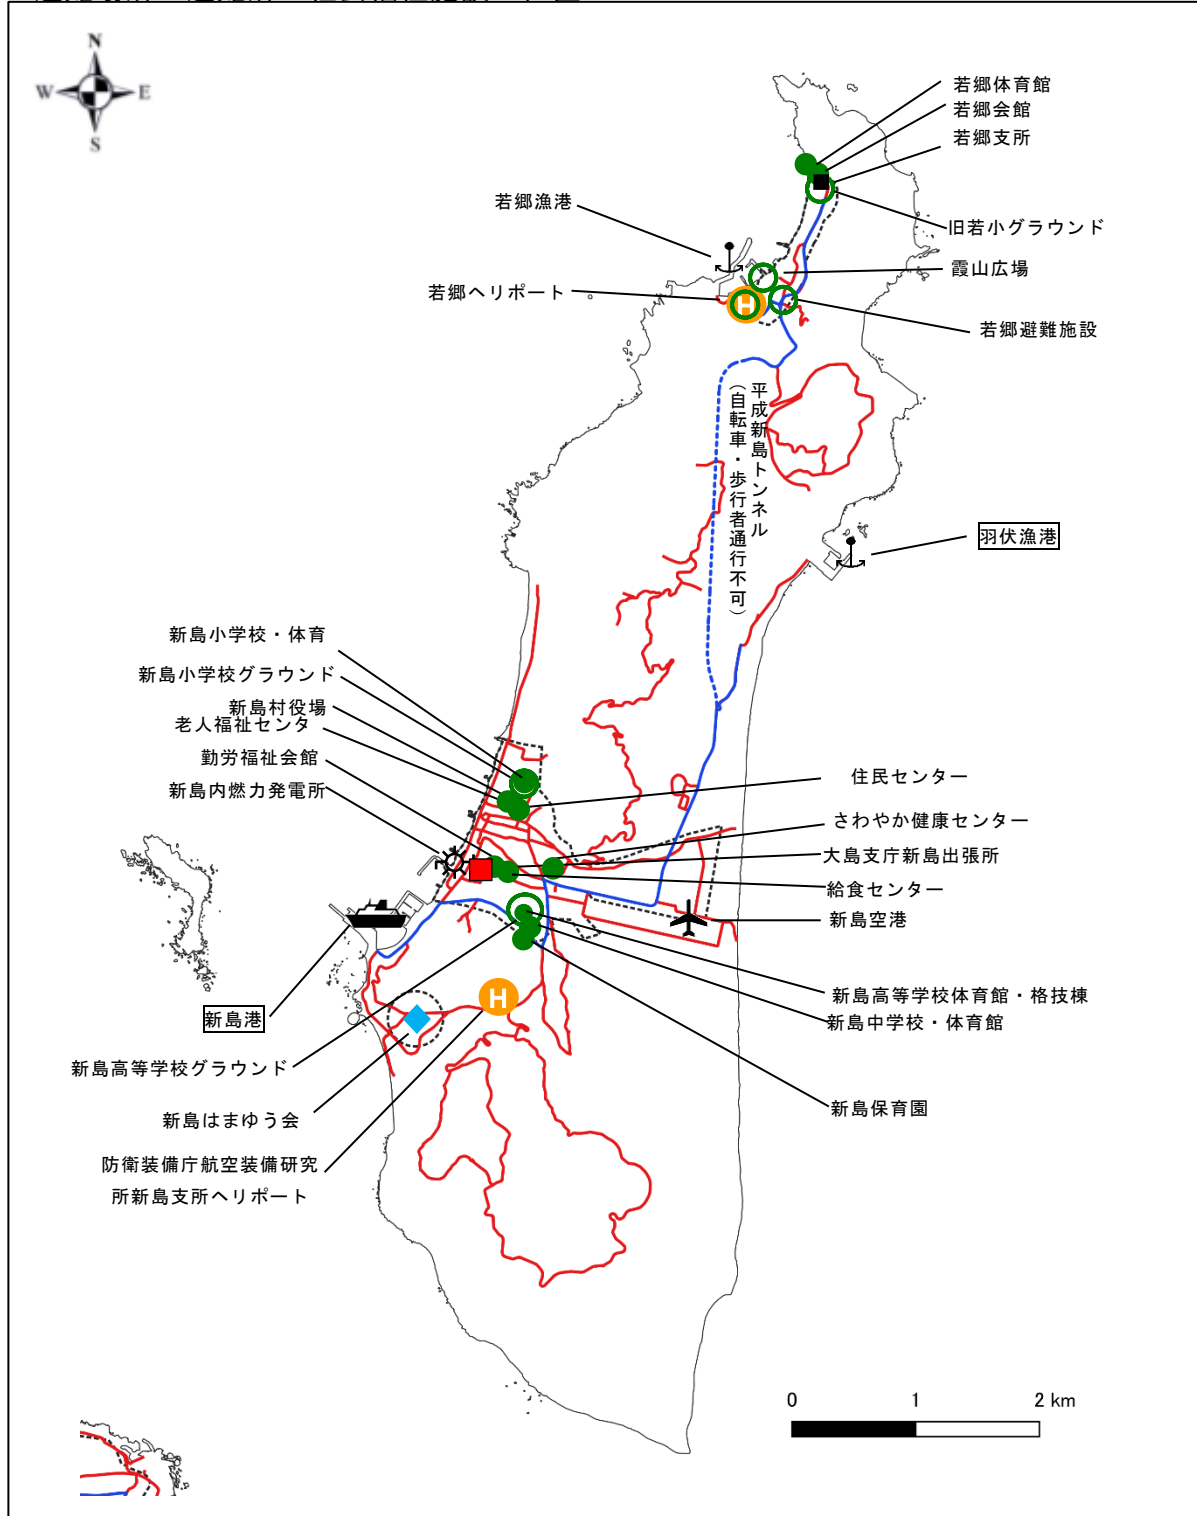 N
W
E
S
若郷体育館
若郷会館
若郷支所
若郷漁港
旧若小グラウンド
霞山広場
若郷ヘリポート
H
若郷避難施設
平成新島トンネル
（自転車・歩行者通行不可）
羽伏漁港
新島小学校・体育
新島小学校グラウンド
新島村役場
老人福祉センタ
勤労福祉会館
新島内燃力発電所
住民センター
さわやか健康センター
大島支庁新島出張所
給食センター
新島空港
新島高等学校体育館・格技棟
新島中学校・体育館
H
新島港
新島高等学校グラウンド
新島はまゆう会
新島保育園
防衛装備庁航空装備研究
所新島支所ヘリポート
0 1 2 km